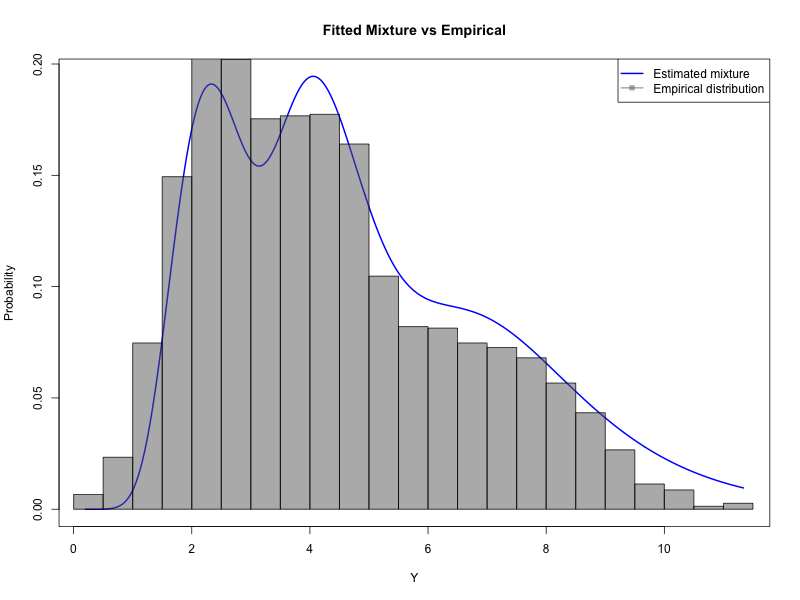 Fitted Mixture vs Empirical
Estimated mixture
Empirical distribution
Probability
0.20
0.15
0.10
0.05
0.00
0 2 4 6 8 10
Y